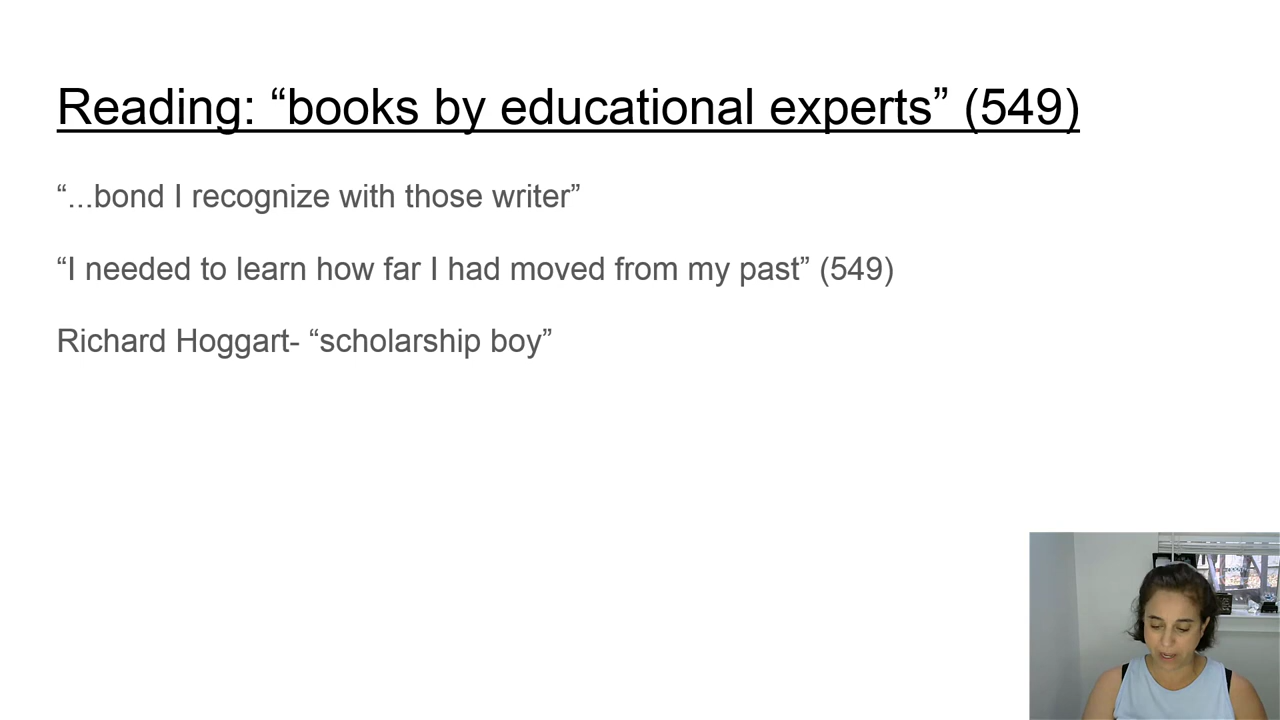 Reading: “books by educational experts” (549)
“...bond I recognize with those writer”
“I needed to learn how far I had moved from my past” (549)
Richard Hoggart- “scholarship boy”